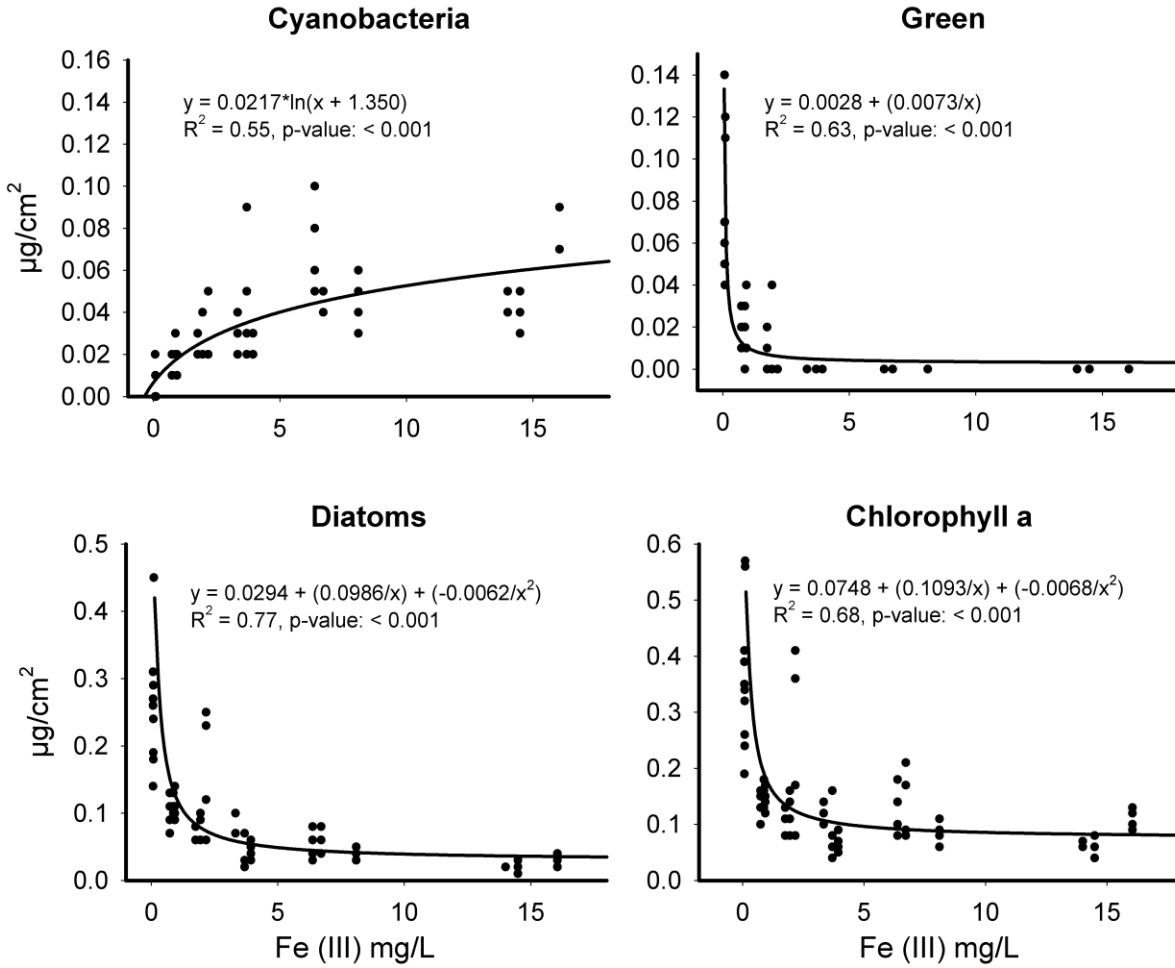 Cyanobacteria
0.16
0.14
0.12
0.10
0.08
0.06
0.04
0.02
0.00
µg/cm²
y = 0.0217*ln(x + 1.350)
R² = 0.55, p-value: < 0.001
0 5 10 15
Green
0.14
0.12
0.10
0.08
0.06
0.04
0.02
0.00
y = 0.0028 + (0.0073/x)
R² = 0.63, p-value: < 0.001
0 5 10 15
Diatoms
0.5
0.4
0.3
0.2
0.1
0.0
µg/cm²
y = 0.0294 + (0.0986/x) + (-0.0062/x²)
R² = 0.77, p-value: < 0.001
0 5 10 15
Fe (III) mg/L
Chlorophyll a
0.6
0.5
0.4
0.3
0.2
0.1
0.0
y = 0.0748 + (0.1093/x) + (-0.0068/x²)
R² = 0.68, p-value: < 0.001
0 5 10 15
Fe (III) mg/L